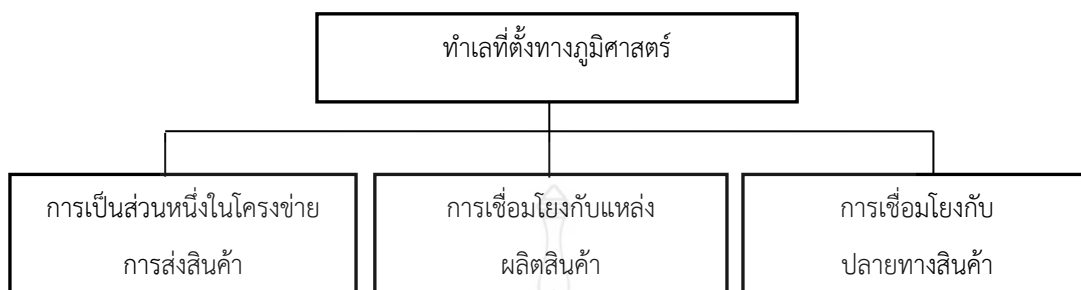 ทำเลที่ตั้งทางภูมิศาสตร์
การเป็นส่วนหนึ่งในโครงข่าย
การส่งสินค้า
การเชื่อมโยงกับแหล่ง
ผลิตสินค้า
การเชื่อมโยงกับ
ปลายทางสินค้า